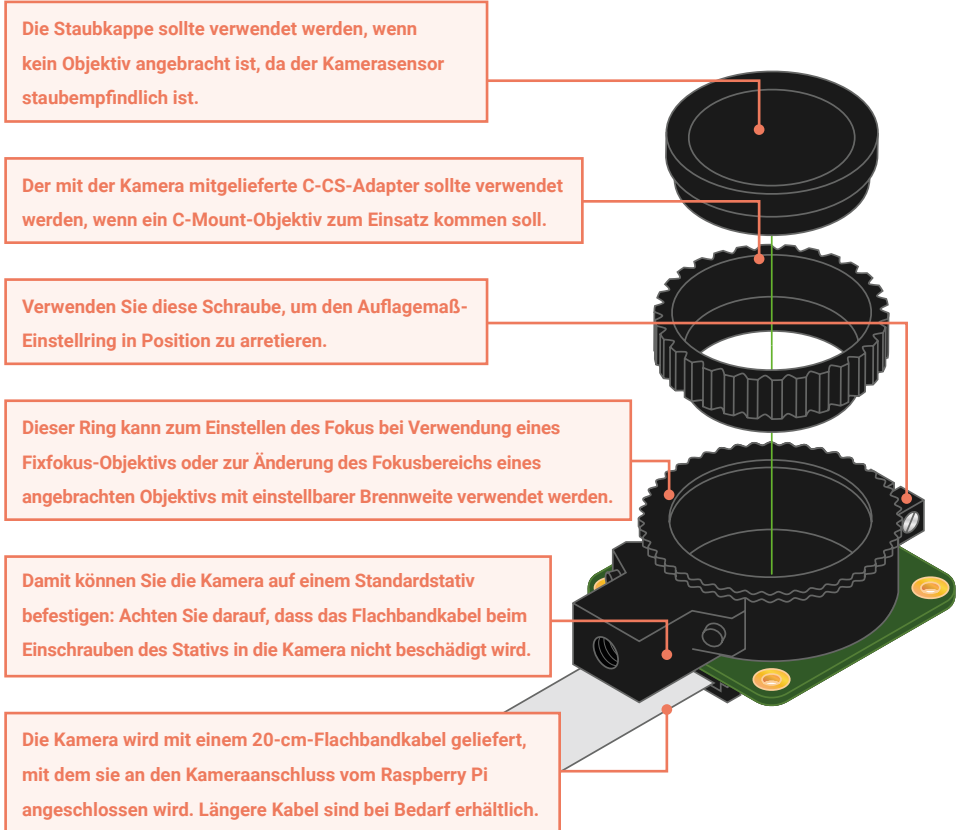 Die Staubkappe sollte verwendet werden, wenn
kein Objektiv angebracht ist, da der Kamerasensor
staubempfindlich ist.
Der mit der Kamera mitgelieferte C-CS-Adapter sollte verwendet
werden, wenn ein C-Mount-Objektiv zum Einsatz kommen soll.
Verwenden Sie diese Schraube, um den Auflagemaß-
Einstellring in Position zu arretieren.
Dieser Ring kann zum Einstellen des Fokus bei Verwendung eines
Fixfokus-Objektivs oder zur Änderung des Fokusbereichs eines
angebrachten Objektivs mit einstellbarer Brennweite verwendet werden.
Damit können Sie die Kamera auf einem Standardstativ
befestigen: Achten Sie darauf, dass das Flachbandkabel beim
Einschrauben des Stativs in die Kamera nicht beschädigt wird.
Die Kamera wird mit einem 20-cm-Flachbandkabel geliefert,
mit dem sie an den Kameraanschluss vom Raspberry Pi
angeschlossen wird. Längere Kabel sind bei Bedarf erhältlich.